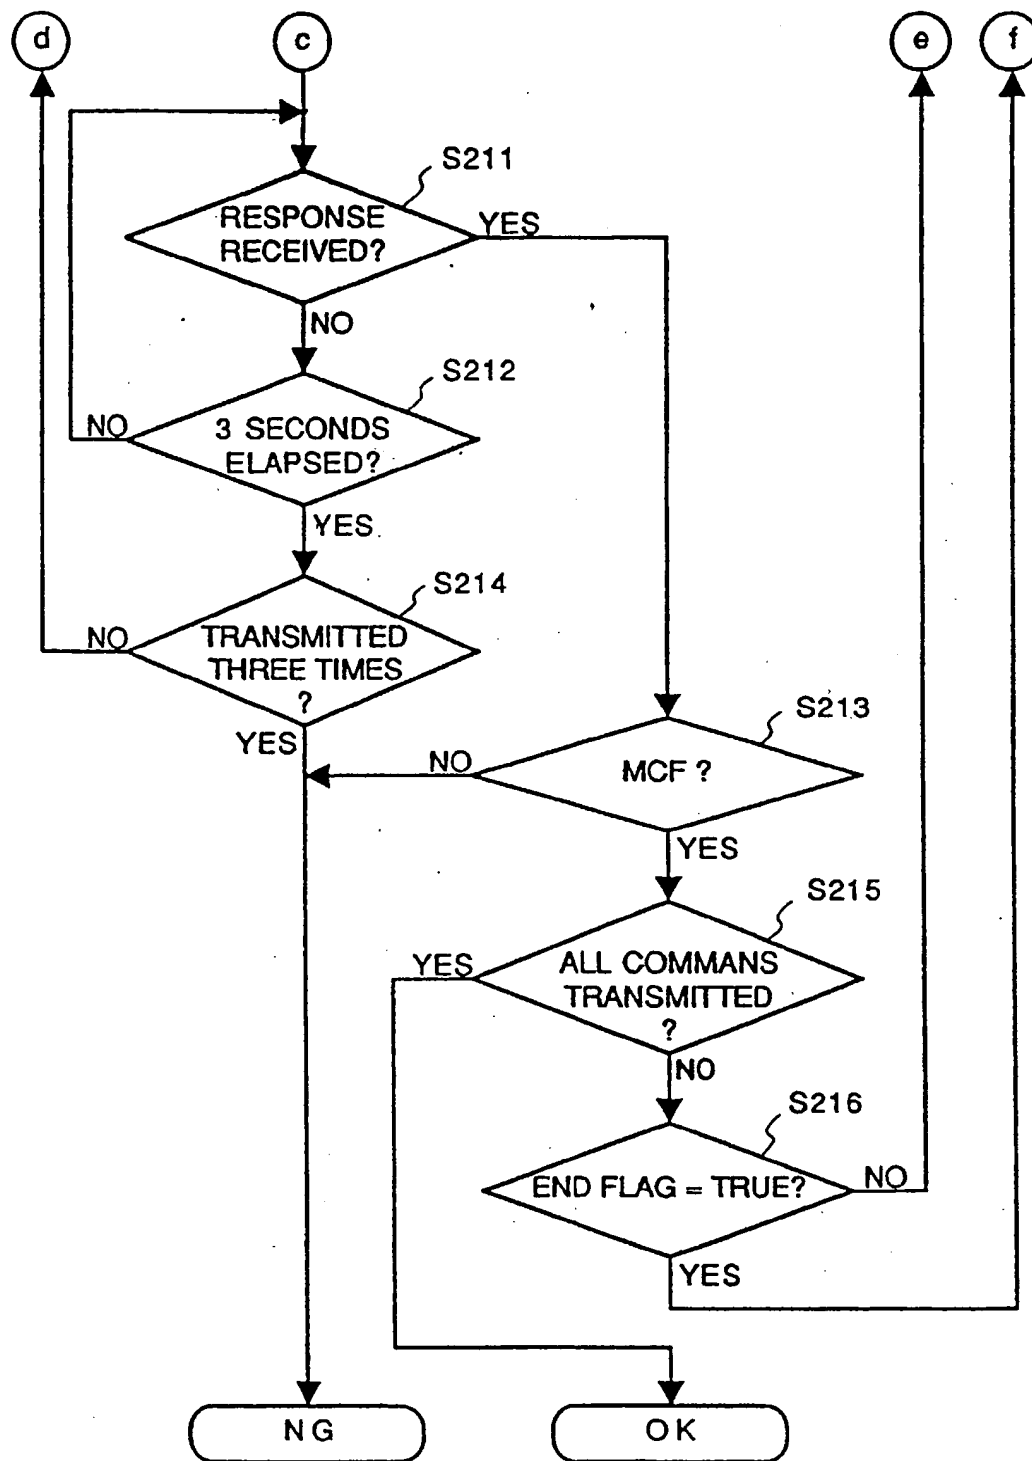 d
c
e
f
S211
RESPONSE
RECEIVED?
YES
NO
S212
NO
3 SECONDS
ELAPSED?
YES
S214
NO
TRANSMITTED
THREE TIMES
?
YES
S213
NO
MCF ?
YES
S215
YES
ALL COMMANS
TRANSMITTED
?
NO
S216
END FLAG = TRUE?
NO
YES
NG
OK